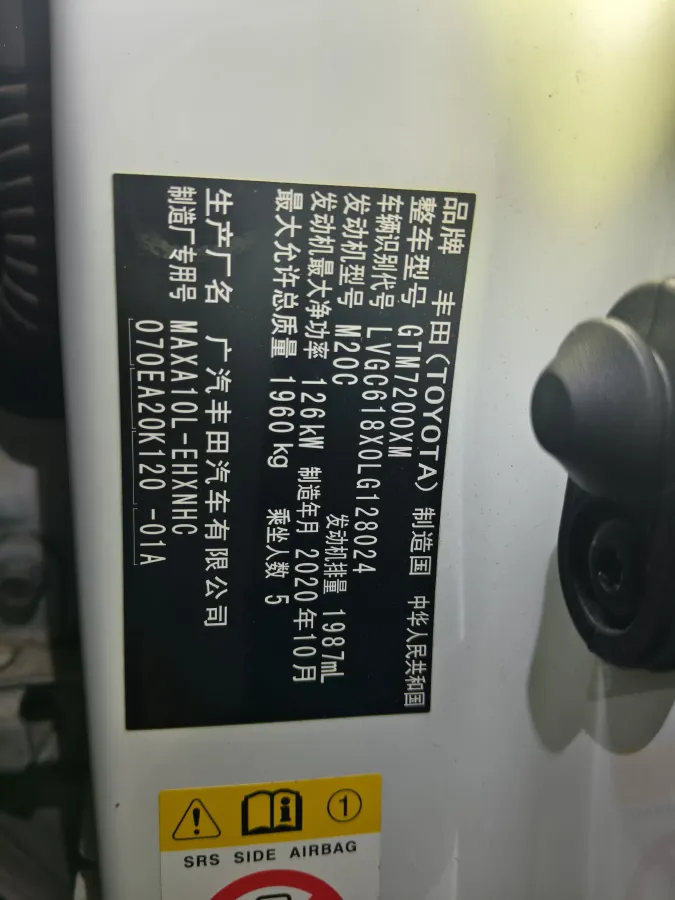 品牌 丰田(TOYOTA) 制造国 中华人民共和国
整车型号 GTM7200XM
车辆识别代号 LVGC618X0LG128024
发动机型号 M20C 发动机排量 1987mL
发动机最大净功率 126kW 制造年月 2020年10月
最大允许总质量 1960kg 乘坐人数 5
生产厂名 广汽丰田汽车有限公司
制造厂专用号 MAXA10L-EHXNHC
070EA20K120 -01A
1
SRS SIDE AIRBAG